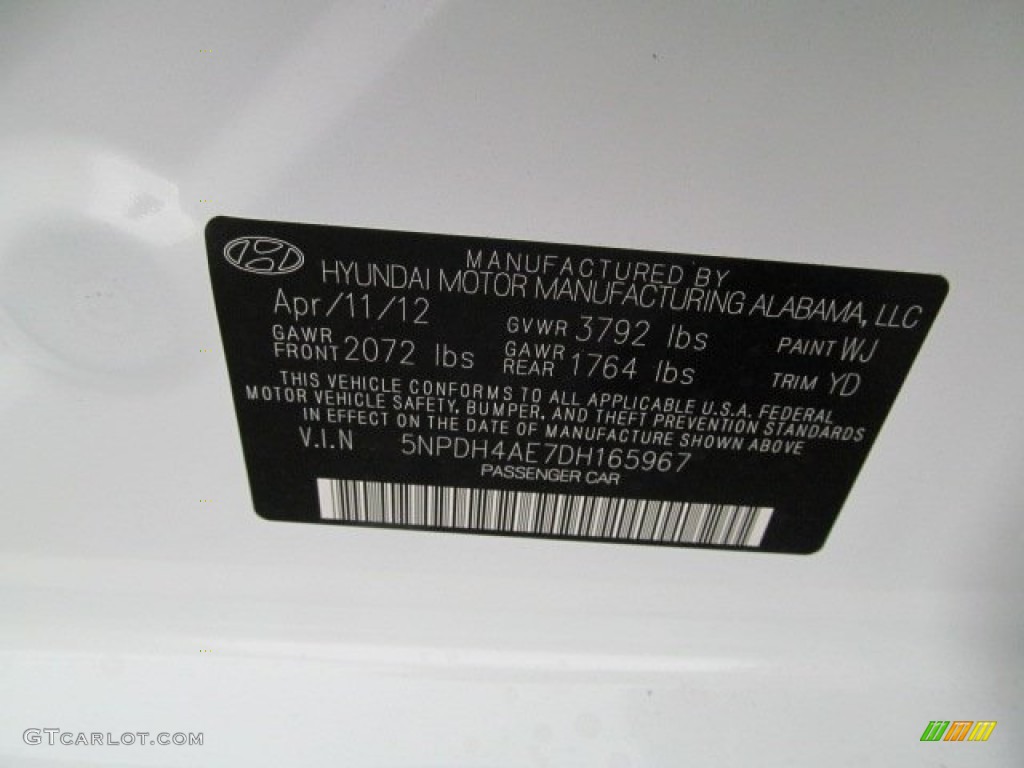 MANUFACTURED BY
HYUNDAI MOTOR MANUFACTURING ALABAMA, LLC
Apr/11/12 GVWR 3792 lbs PAINT WJ
GAWR FRONT 2072 lbs GAWR REAR 1764 lbs TRIM YD
THIS VEHICLE CONFORMS TO ALL APPLICABLE U.S.A. FEDERAL
MOTOR VEHICLE SAFETY, BUMPER, AND THEFT PREVENTION STANDARDS
IN EFFECT ON THE DATE OF MANUFACTURE SHOWN ABOVE
V.I.N 5NPDH4AE7DH165967
PASSENGER CAR
GTCARLOT.COM